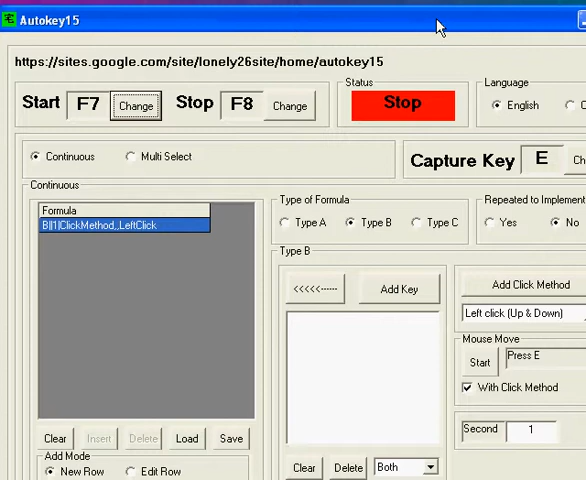 Autokey15
https://sites.google.com/site/lonely26site/home/autokey15
Start F7 Change Stop F8 Change
Status
Stop
Language
English
Continuous Multi Select
Capture Key E
Continuous
Formula
B||1|ClickMethod,,LeftClick
Type of Formula
Type A Type B Type C
Repeated to Implement
Yes No
Type B
<<<<<------ Add Key
Add Click Method
Left click (Up & Down)
Mouse Move
Start Press E
With Click Method
Second 1
Clear Insert Delete Load Save
Clear Delete Both
Add Mode
New Row Edit Row